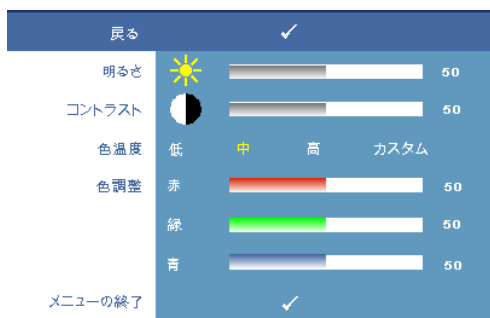 戻る ✓
明るさ 50
コントラスト 50
色温度 低 中 高 カスタム
色調整 赤 50
緑 50
青 50
メニューの終了 ✓